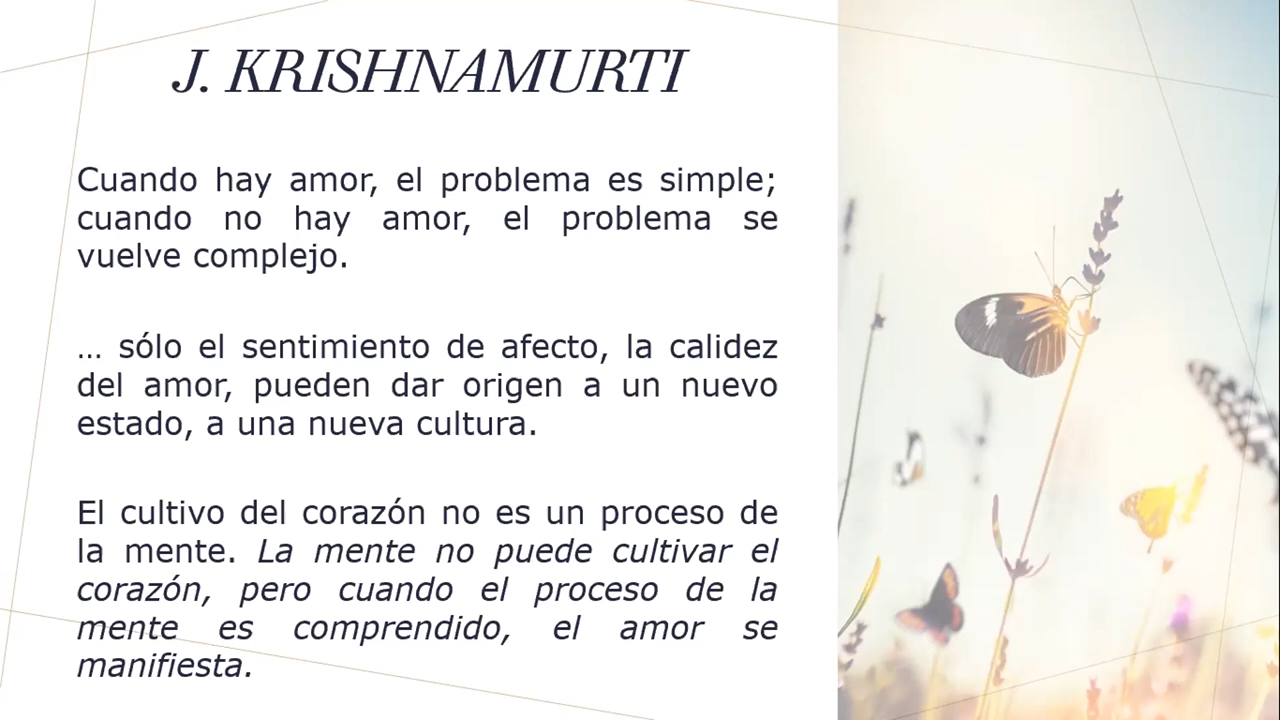 J. KRISHNAMURTI
Cuando hay amor, el problema es simple;
cuando no hay amor, el problema se
vuelve complejo.
… sólo el sentimiento de afecto, la calidez
del amor, pueden dar origen a un nuevo
estado, a una nueva cultura.
El cultivo del corazón no es un proceso de
la mente. La mente no puede cultivar el
corazón, pero cuando el proceso de la
mente es comprendido, el amor se
manifiesta.